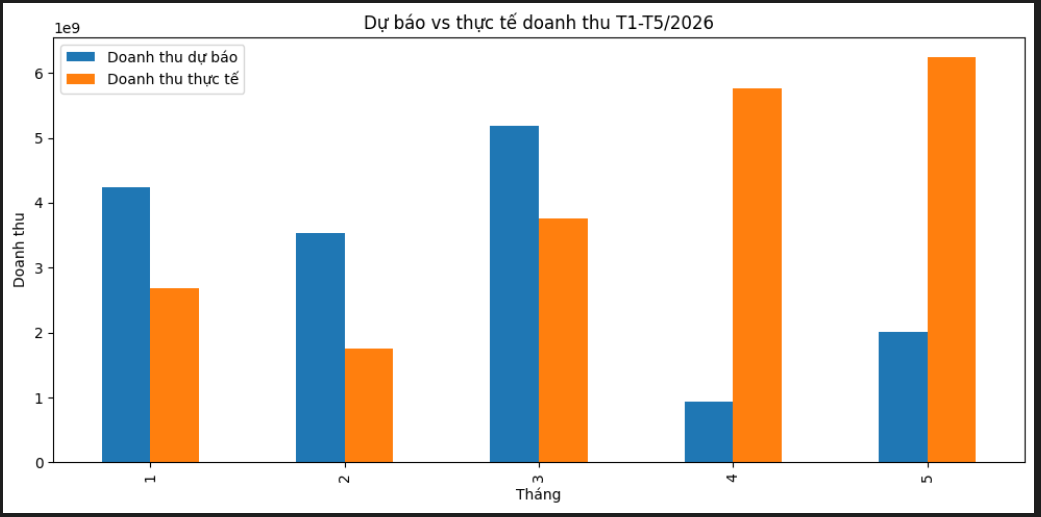 Dự báo vs thực tế doanh thu T1-T5/2026
1e9
Doanh thu dự báo
Doanh thu thực tế
6
5
4
3
2
1
0
Doanh thu
1
2
3
4
5
Tháng